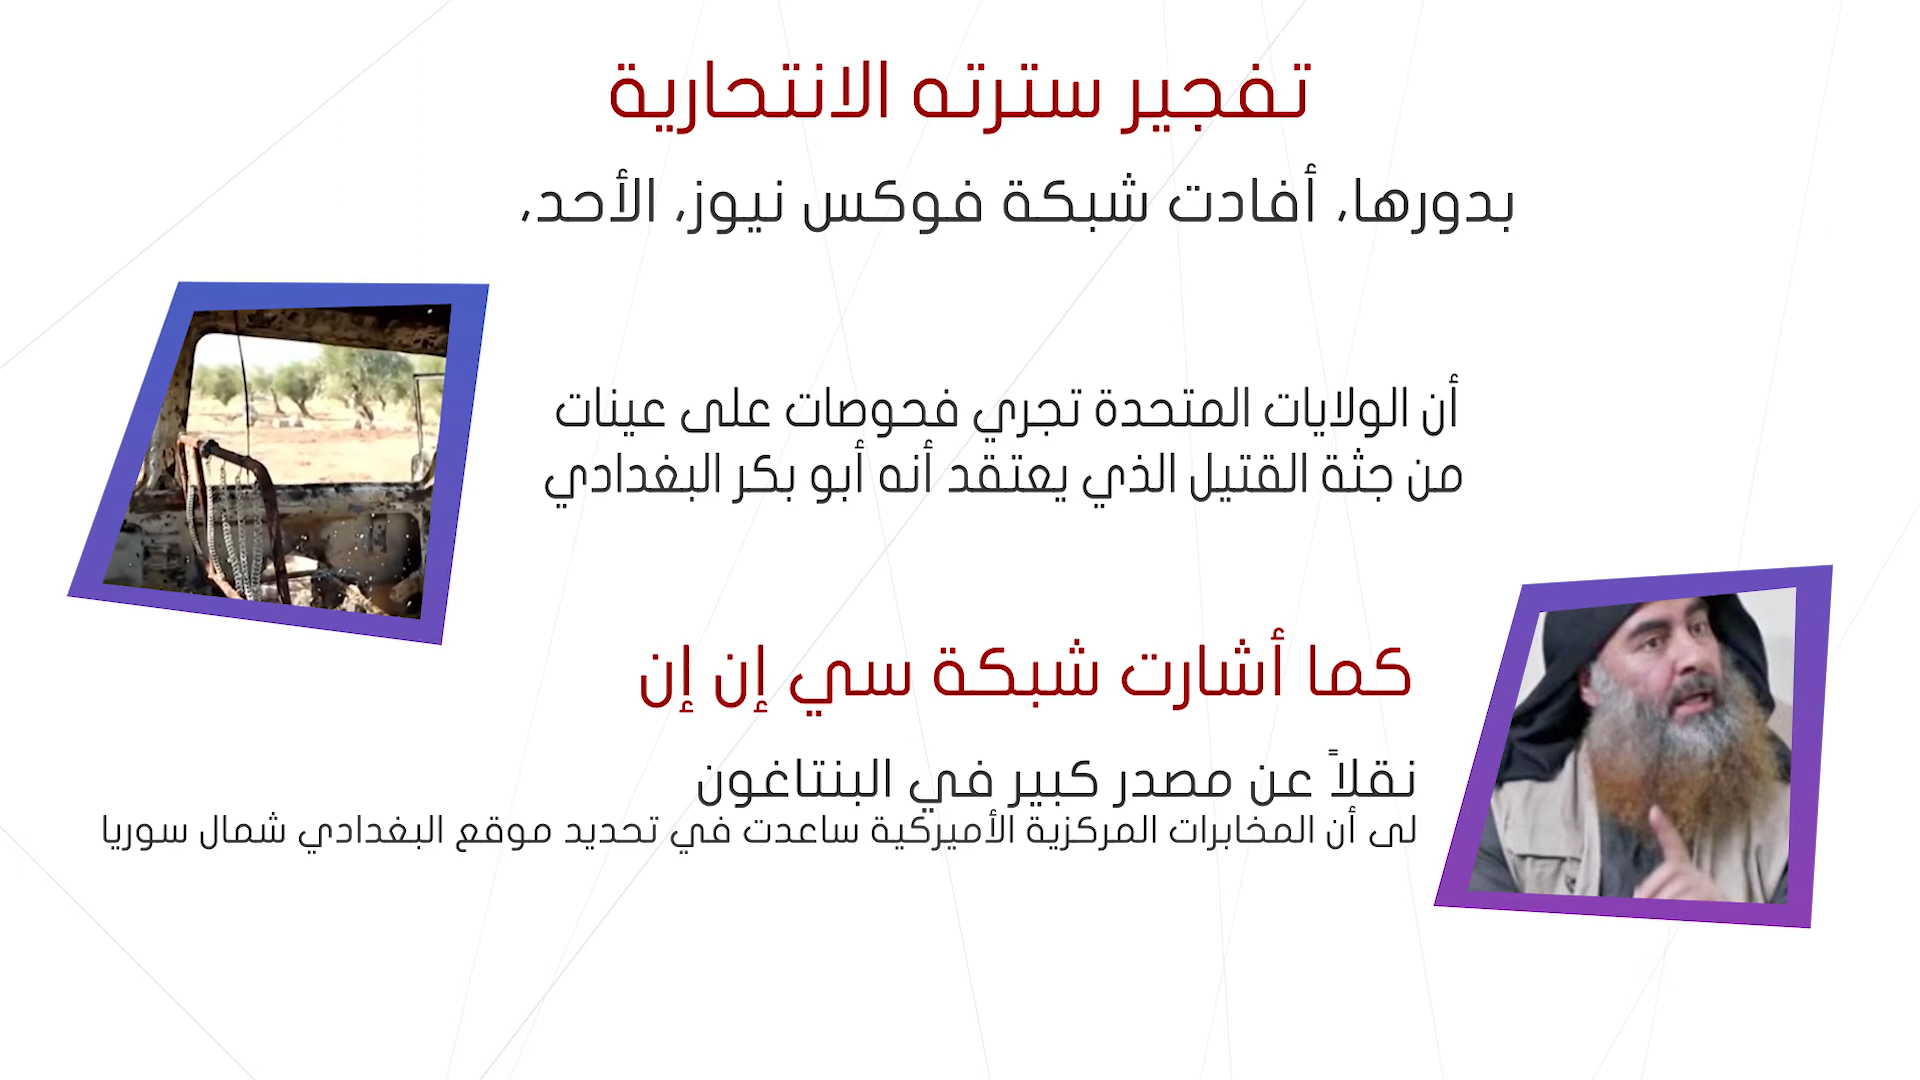 تفجير سترته الانتحارية
بدورها، أفادت شبكة فوكس نيوز، الأحد،
أن الولايات المتحدة تجري فحوصات على عينات
من جثة القتيل الذي يعتقد أنه أبو بكر البغدادي
كما أشارت شبكة سي إن إن
نقلاً عن مصدر كبير في البنتاغون
لى أن المخابرات المركزية الأميركية ساعدت في تحديد موقع البغدادي شمال سوريا